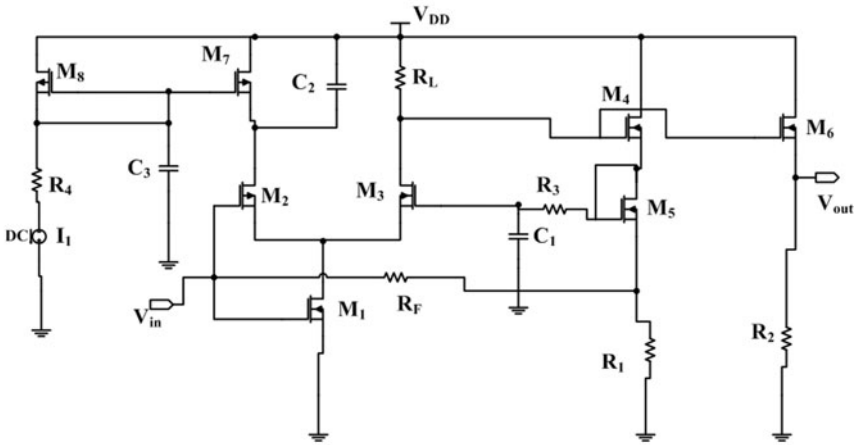 V_DD
M_8
M_7
C_2
R_L
M_4
M_6
C_3
R_4
M_2
M_3
R_3
M_5
V_out
DC
I_1
C_1
V_in
M_1
R_F
R_1
R_2